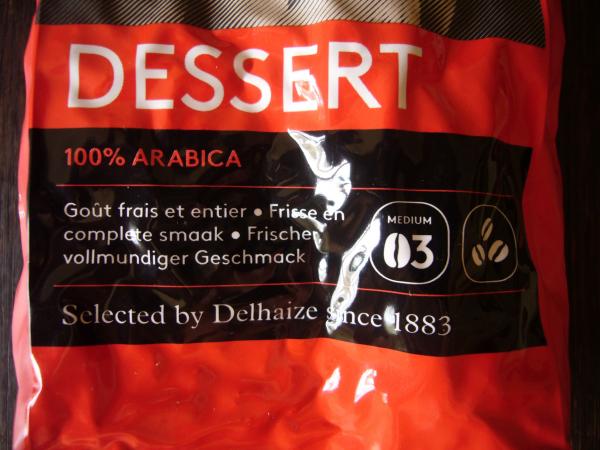 DESSERT
100% ARABICA
Goût frais et entier • Frisse en
complete smaak • Frischer
vollmundiger Geschmack
MEDIUM
03
Selected by Delhaize since 1883